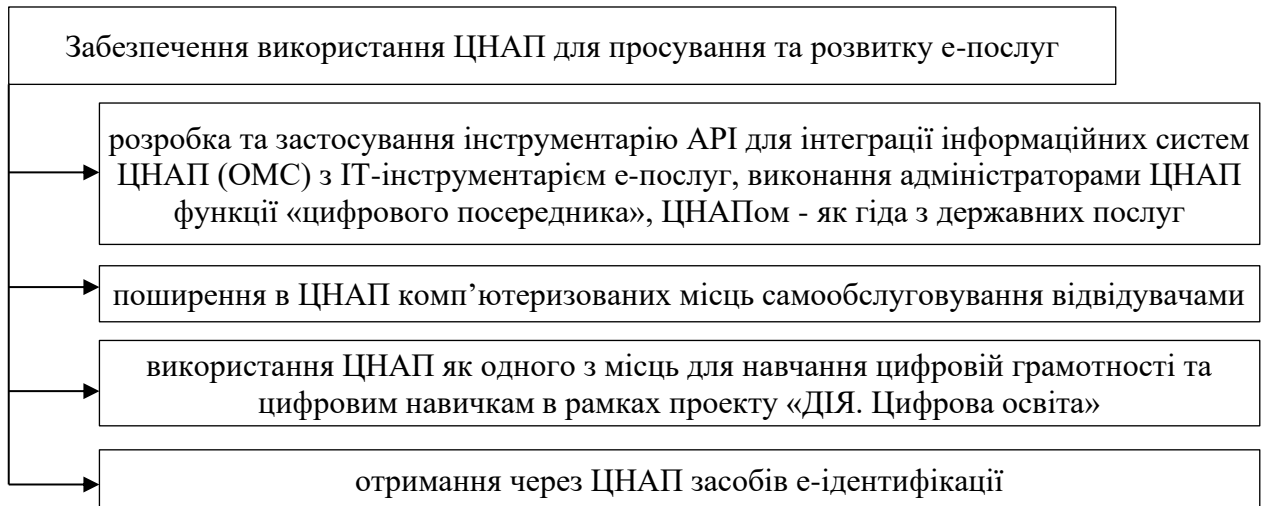 Забезпечення використання ЦНАП для просування та розвитку е-послуг
розробка та застосування інструментарію API для інтеграції інформаційних систем
ЦНАП (ОМС) з ІТ-інструментарієм е-послуг, виконання адміністраторами ЦНАП
функції «цифрового посередника», ЦНАПом - як гіда з державних послуг
поширення в ЦНАП комп’ютеризованих місць самообслуговування відвідувачами
використання ЦНАП як одного з місць для навчання цифровій грамотності та
цифровим навичкам в рамках проекту «ДІЯ. Цифрова освіта»
отримання через ЦНАП засобів е-ідентифікації